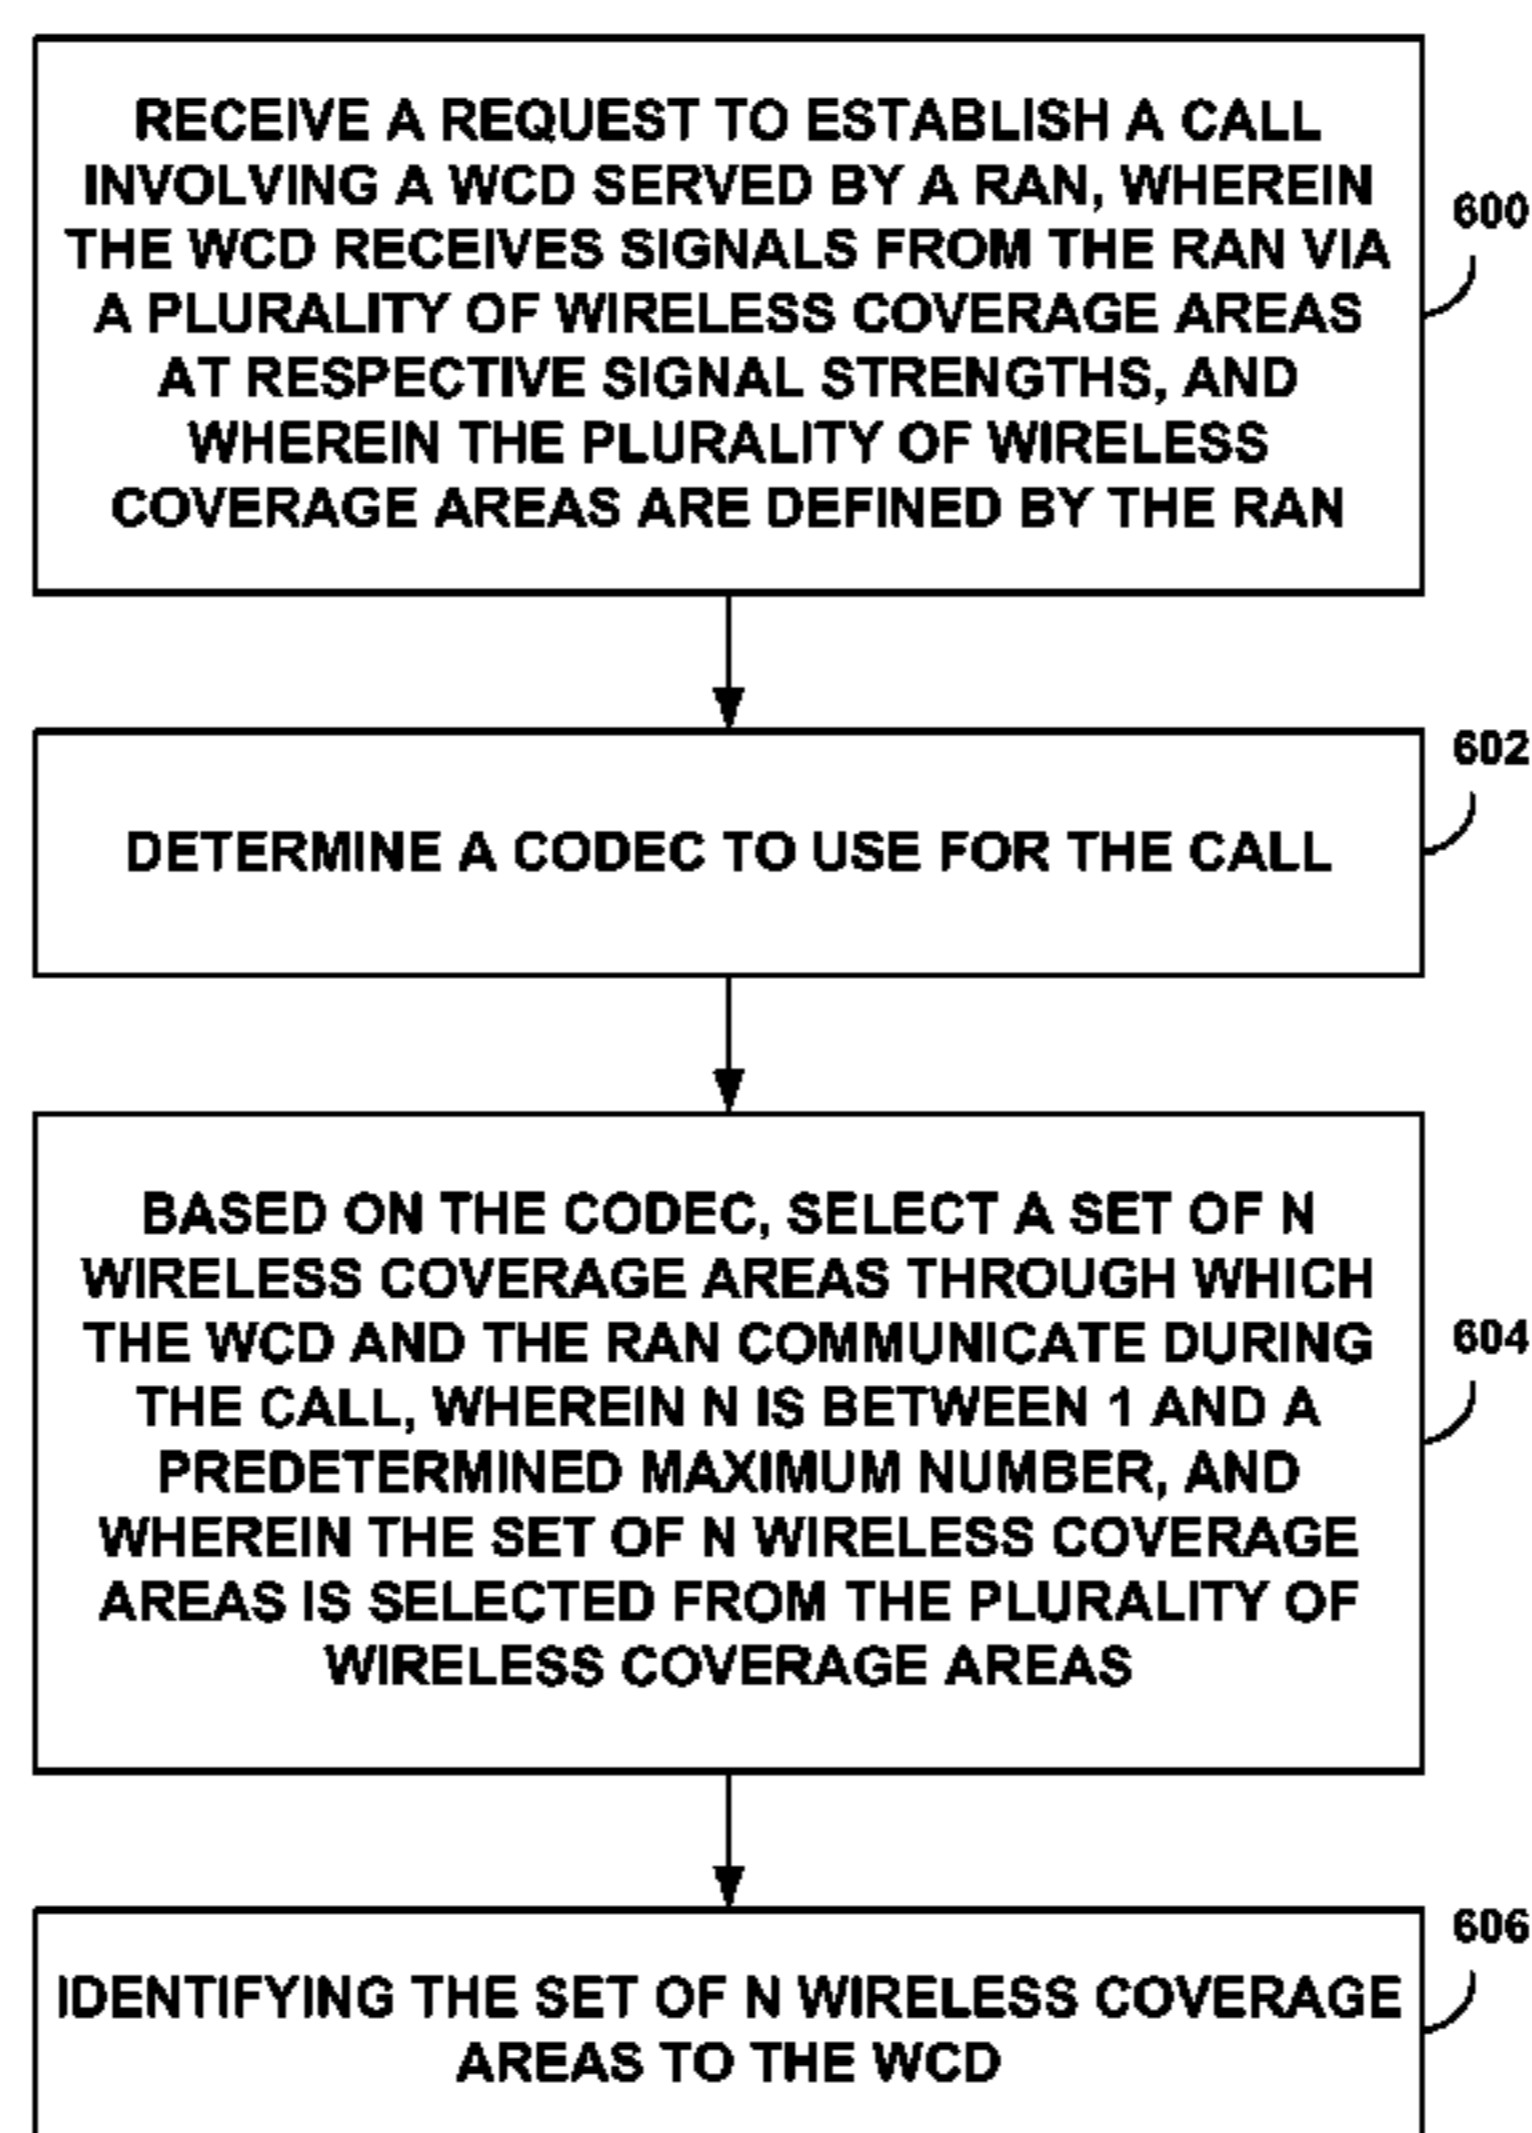 RECEIVE A REQUEST TO ESTABLISH A CALL
INVOLVING A WCD SERVED BY A RAN, WHEREIN
THE WCD RECEIVES SIGNALS FROM THE RAN VIA
A PLURALITY OF WIRELESS COVERAGE AREAS
AT RESPECTIVE SIGNAL STRENGTHS, AND
WHEREIN THE PLURALITY OF WIRELESS
COVERAGE AREAS ARE DEFINED BY THE RAN
600
602
DETERMINE A CODEC TO USE FOR THE CALL
BASED ON THE CODEC, SELECT A SET OF N
WIRELESS COVERAGE AREAS THROUGH WHICH
THE WCD AND THE RAN COMMUNICATE DURING
THE CALL, WHEREIN N IS BETWEEN 1 AND A
PREDETERMINED MAXIMUM NUMBER, AND
WHEREIN THE SET OF N WIRELESS COVERAGE
AREAS IS SELECTED FROM THE PLURALITY OF
WIRELESS COVERAGE AREAS
604
606
IDENTIFYING THE SET OF N WIRELESS COVERAGE
AREAS TO THE WCD